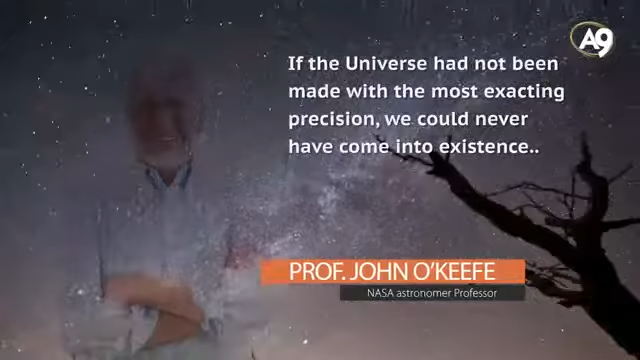 A9
If the Universe had not been
made with the most exacting
precision, we could never
have come into existence..
PROF. JOHN O'KEEFE
NASA astronomer Professor